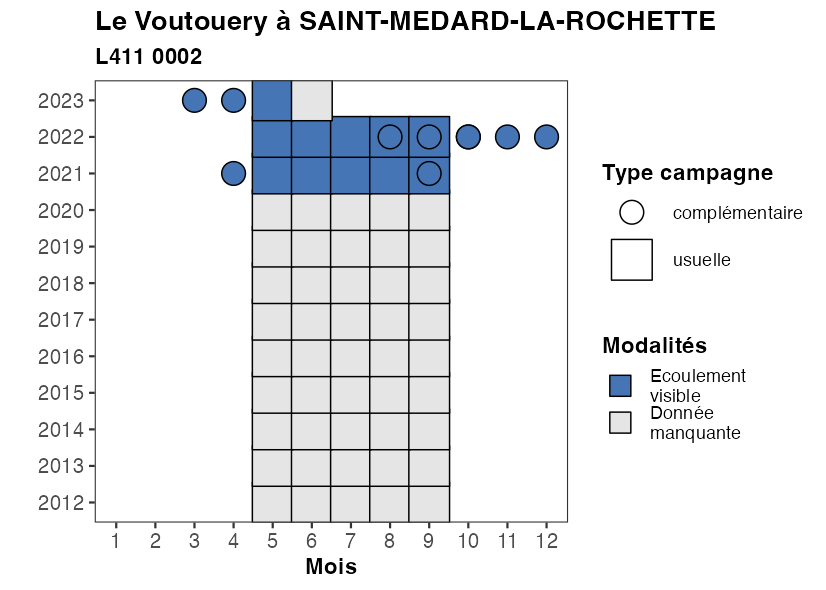 Le Voutouery à SAINT-MEDARD-LA-ROCHETTE
L411 0002
2023
2022
2021
2020
2019
2018
2017
2016
2015
2014
2013
2012
1 2 3 4 5 6 7 8 9 10 11 12
Mois
Type campagne
complémentaire
usuelle
Modalités
Ecoulement
visible
Donnée
manquante